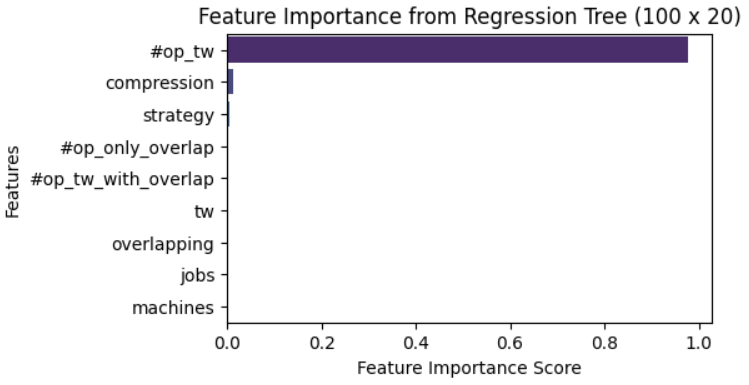 Feature Importance from Regression Tree (100 x 20)
#op_tw
compression
strategy
#op_only_overlap
#op_tw_with_overlap
tw
overlapping
jobs
machines
Features
0.0 0.2 0.4 0.6 0.8 1.0
Feature Importance Score